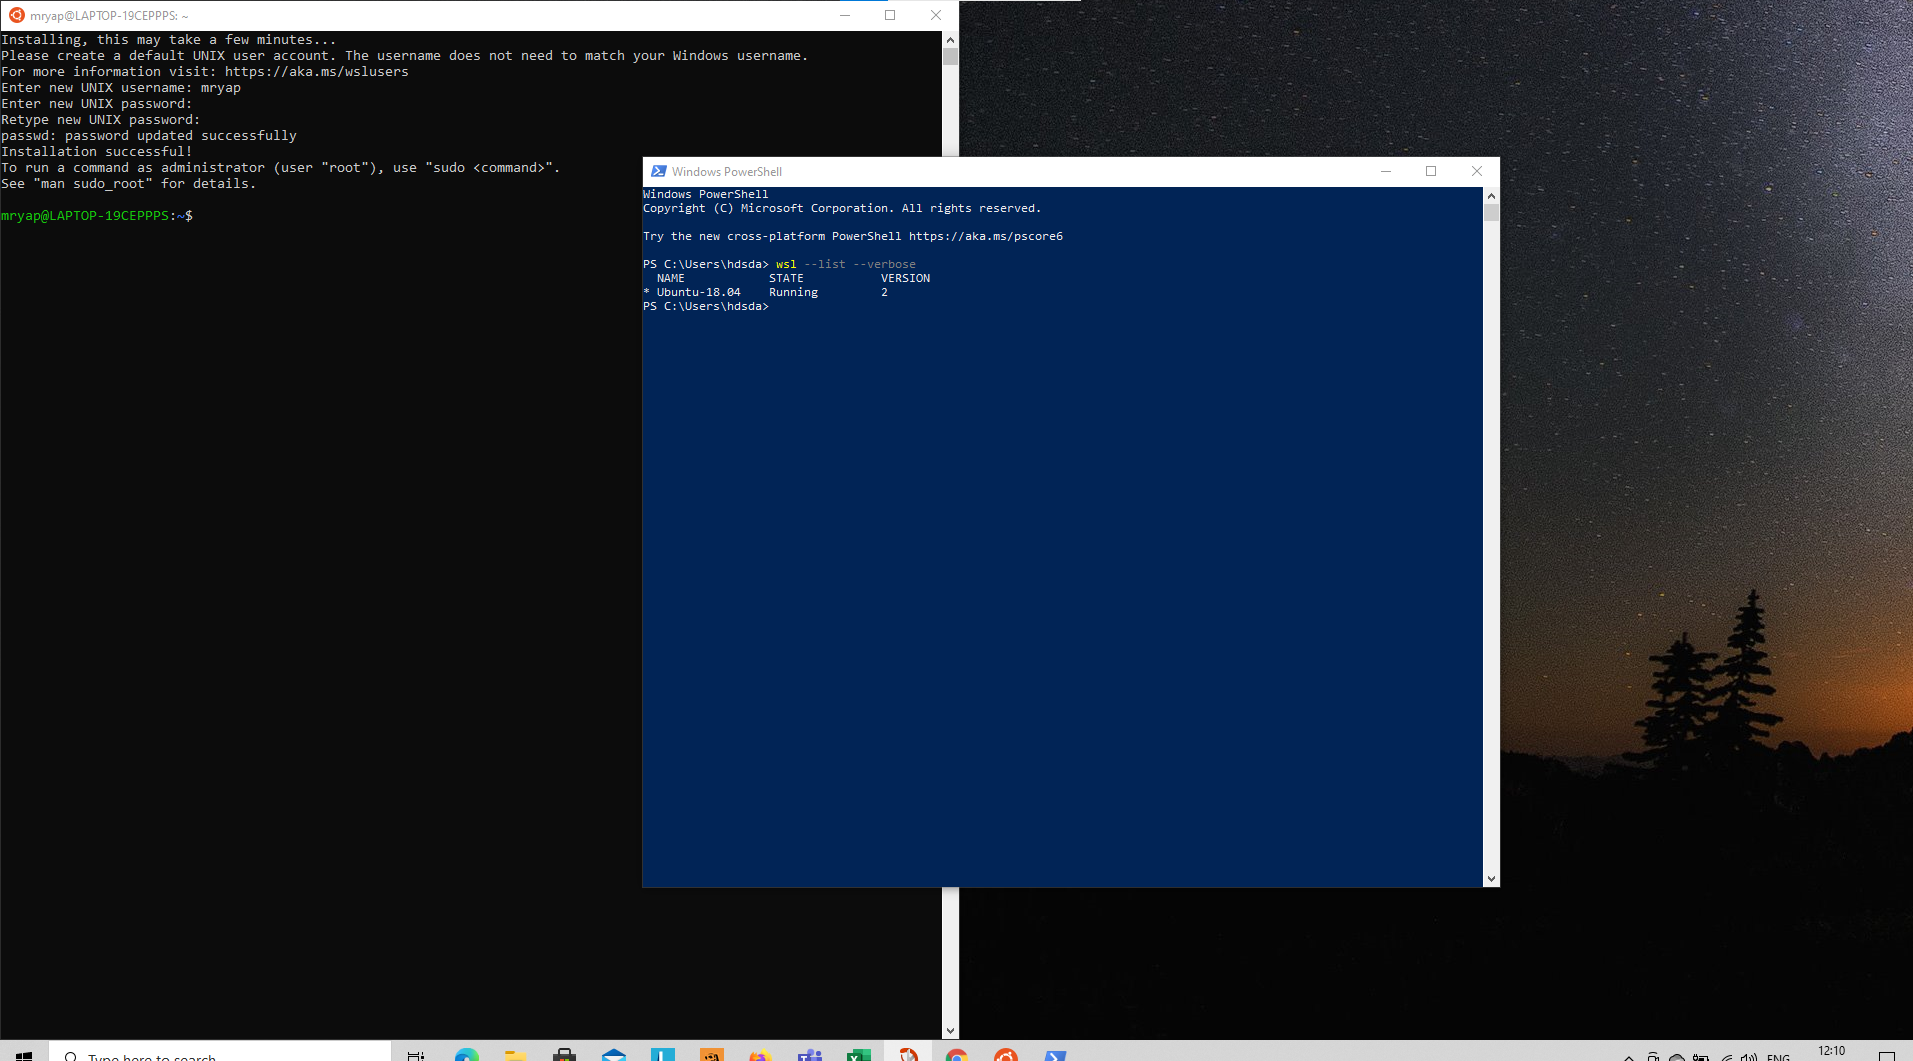 mryap@LAPTOP-19CEPPPS: ~
Installing, this may take a few minutes...
Please create a default UNIX user account. The username does not need to match your Windows username.
For more information visit: https://aka.ms/wslusers
Enter new UNIX username: mryap
Enter new UNIX password:
Retype new UNIX password:
passwd: password updated successfully
Installation successful!
To run a command as administrator (user "root"), use "sudo <command>".
See "man sudo_root" for details.
mryap@LAPTOP-19CEPPPS:~$
Windows PowerShell
Windows PowerShell
Copyright (C) Microsoft Corporation. All rights reserved.
Try the new cross-platform PowerShell https://aka.ms/pscore6
PS C:\Users\hdsda> wsl --list --verbose
  NAME            STATE           VERSION
* Ubuntu-18.04    Running         2
PS C:\Users\hdsda>
Type here to search
ENG
12:10